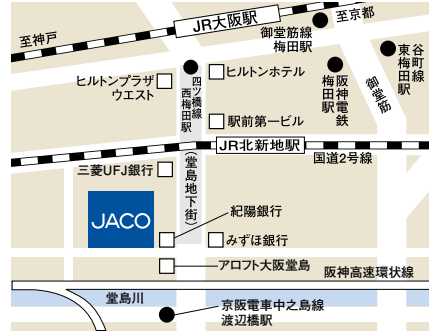 JR大阪駅
至京都
至神戸
御堂筋線
梅田駅
谷町線
東梅田駅
ヒルトンプラザ
ウエスト
四ツ橋線
西梅田駅
ヒルトンホテル
阪神電鉄
梅田駅
御堂筋
駅前第一ビル
JR北新地駅
国道2号線
三菱UFJ銀行
(堂島地下街)
JACO
紀陽銀行
みずほ銀行
アロフト大阪堂島
阪神高速環状線
堂島川
京阪電車中之島線
渡辺橋駅